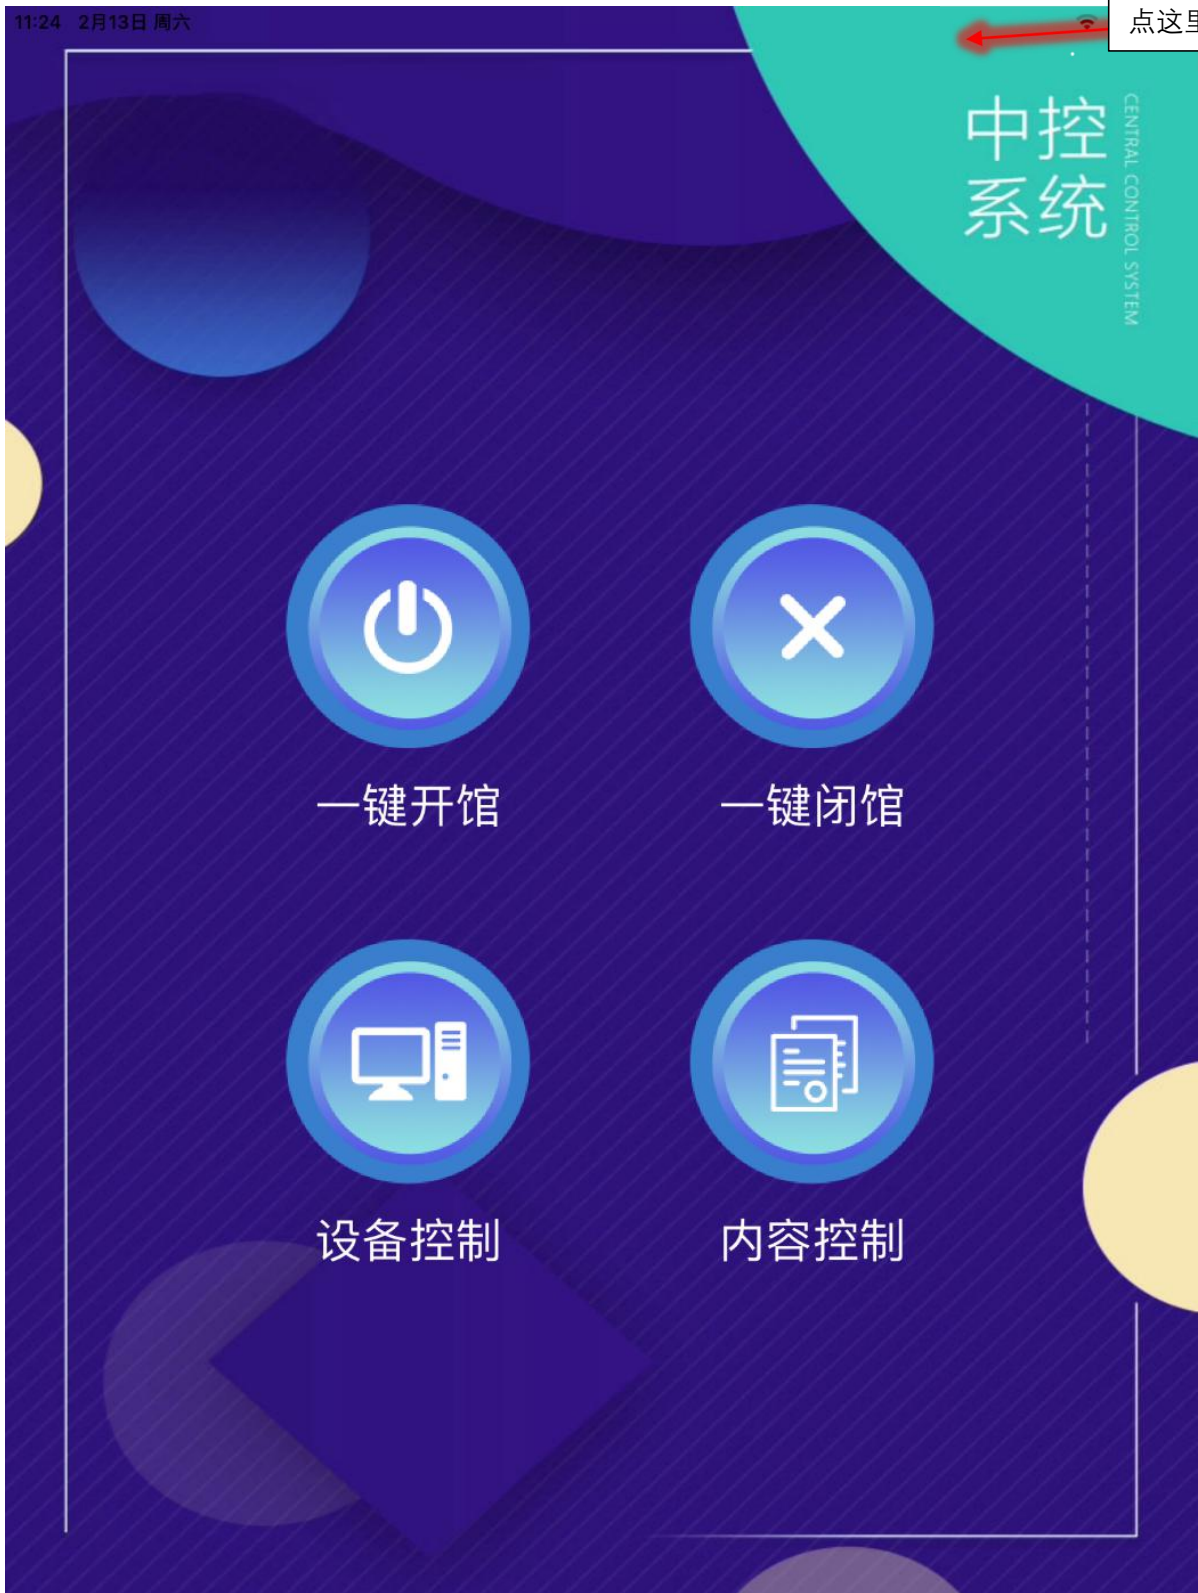 11:24 2月13日 周六
点这里
中控
系统
CENTRAL CONTROL SYSTEM
一键开馆
一键闭馆
设备控制
内容控制